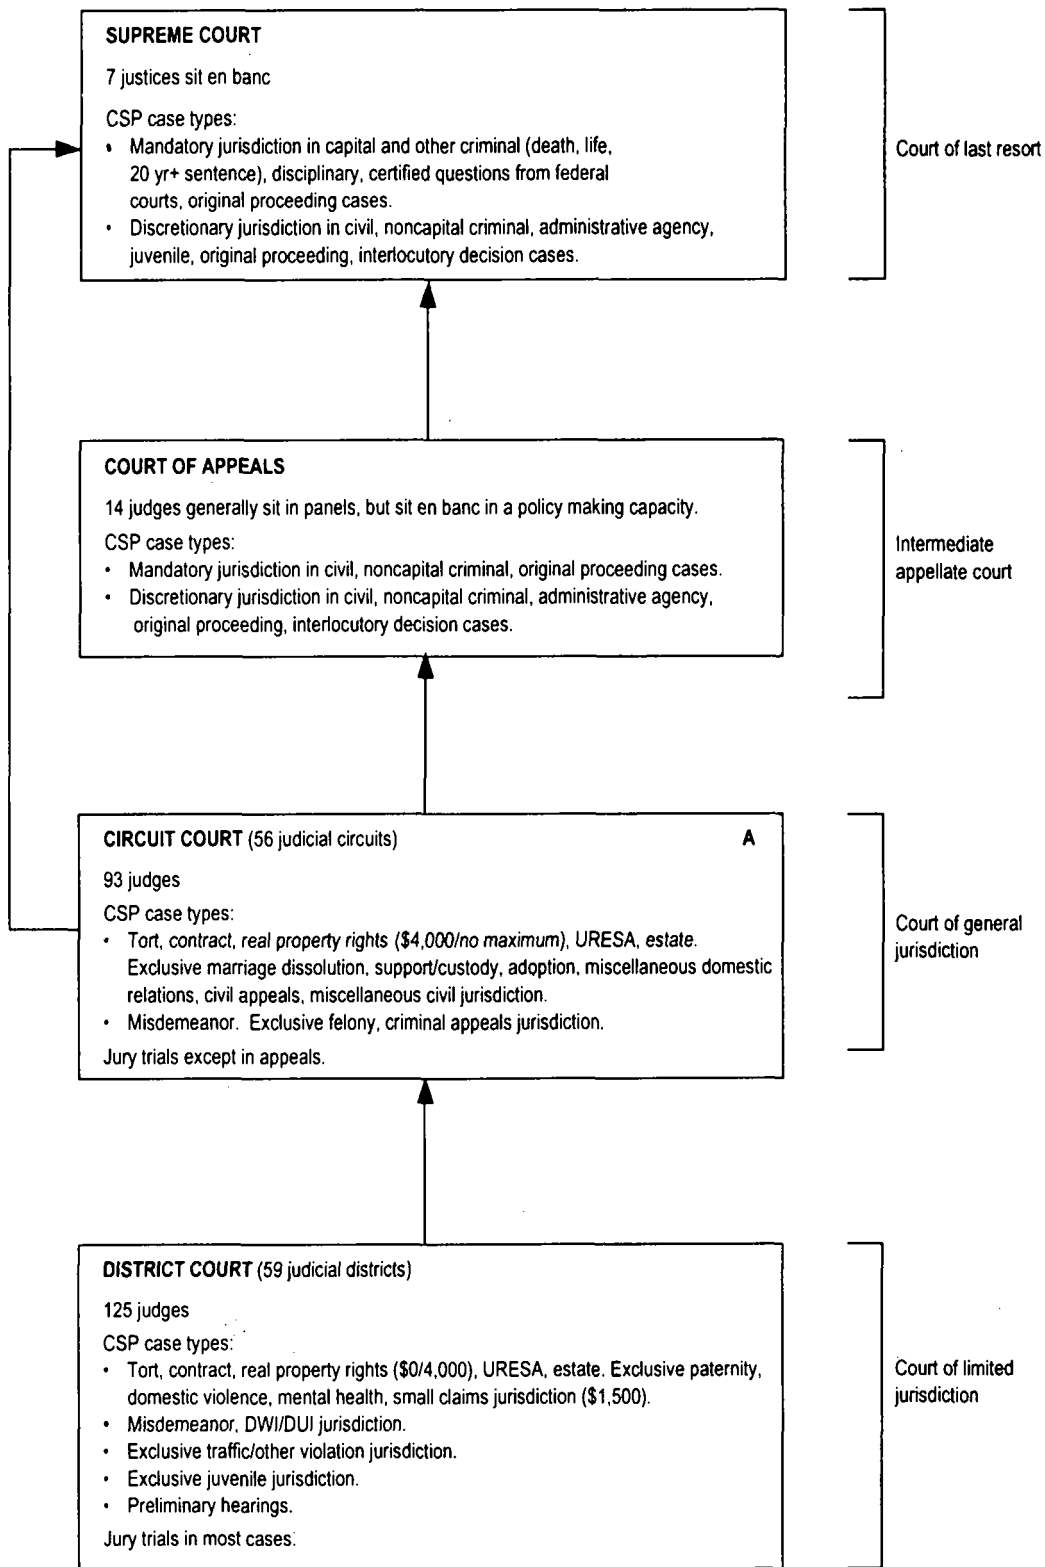 SUPREME COURT
7 justices sit en banc
CSP case types:
• Mandatory jurisdiction in capital and other criminal (death, life,
20 yr+ sentence), disciplinary, certified questions from federal
courts, original proceeding cases.
• Discretionary jurisdiction in civil, noncapital criminal, administrative agency,
juvenile, original proceeding, interlocutory decision cases.
Court of last resort
COURT OF APPEALS
14 judges generally sit in panels, but sit en banc in a policy making capacity.
CSP case types:
• Mandatory jurisdiction in civil, noncapital criminal, original proceeding cases.
• Discretionary jurisdiction in civil, noncapital criminal, administrative agency,
original proceeding, interlocutory decision cases.
Intermediate
appellate court
CIRCUIT COURT (56 judicial circuits) A
93 judges
CSP case types:
• Tort, contract, real property rights ($4,000/no maximum), URESA, estate.
Exclusive marriage dissolution, support/custody, adoption, miscellaneous domestic
relations, civil appeals, miscellaneous civil jurisdiction.
• Misdemeanor. Exclusive felony, criminal appeals jurisdiction.
Jury trials except in appeals.
Court of general
jurisdiction
DISTRICT COURT (59 judicial districts)
125 judges
CSP case types:
• Tort, contract, real property rights ($0/4,000), URESA, estate. Exclusive paternity,
domestic violence, mental health, small claims jurisdiction ($1,500).
• Misdemeanor, DWI/DUI jurisdiction.
• Exclusive traffic/other violation jurisdiction.
• Exclusive juvenile jurisdiction.
• Preliminary hearings.
Jury trials in most cases.
Court of limited
jurisdiction